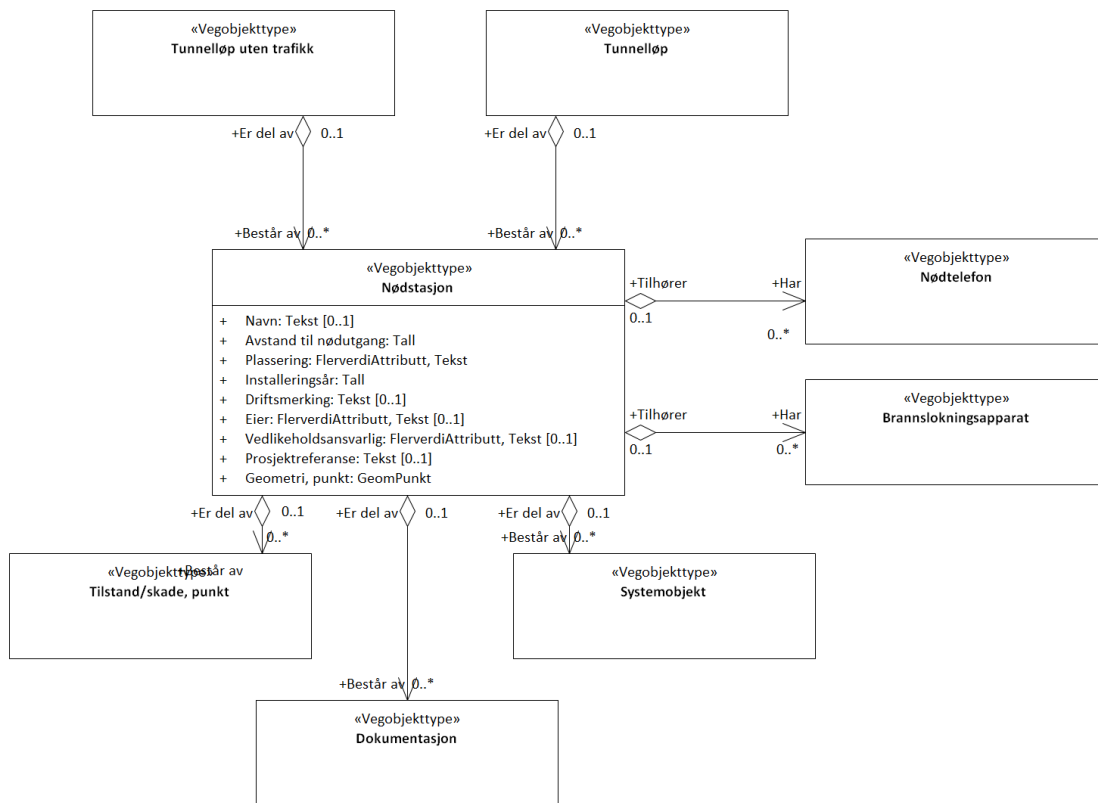 «Vegobjekttype»
Tunnelløp uten trafikk
«Vegobjekttype»
Tunnelløp
+Er del av 0..1
+Er del av 0..1
+Består av 0..*
+Består av 0..*
«Vegobjekttype»
Nødstasjon
+ Navn: Tekst [0..1]
+ Avstand til nødutgang: Tall
+ Plassering: FlerverdiAttributt, Tekst
+ Installeringsår: Tall
+ Driftsmerking: Tekst [0..1]
+ Eier: FlerverdiAttributt, Tekst [0..1]
+ Vedlikeholdsansvarlig: FlerverdiAttributt, Tekst [0..1]
+ Prosjektreferanse: Tekst [0..1]
+ Geometri, punkt: GeomPunkt
+Tilhører +Har
0..1 0..*
«Vegobjekttype»
Nødtelefon
+Tilhører +Har
0..1 0..*
«Vegobjekttype»
Brannslokningsapparat
+Er del av 0..1
+Er del av 0..1
+Er del av 0..1
0..*
+Består av
+Består av 0..*
«Vegobjekttype»
Tilstand/skade, punkt
«Vegobjekttype»
Systemobjekt
+Består av 0..*
«Vegobjekttype»
Dokumentasjon